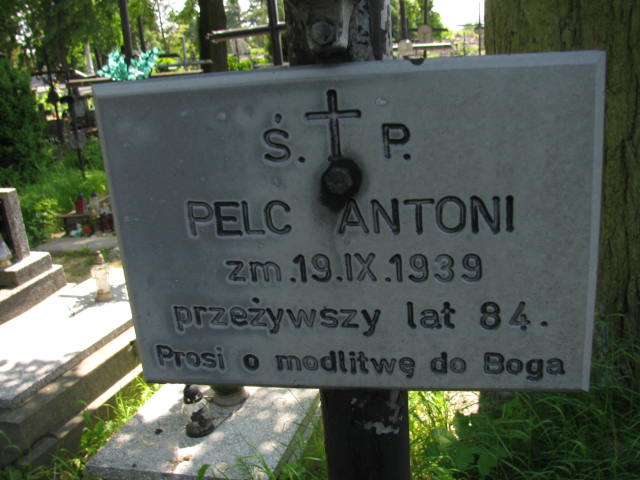 Ś. P.
PELC ANTONI
zm.19.IX.1939
przeżywszy lat 84.
Prosi o modlitwę do Boga